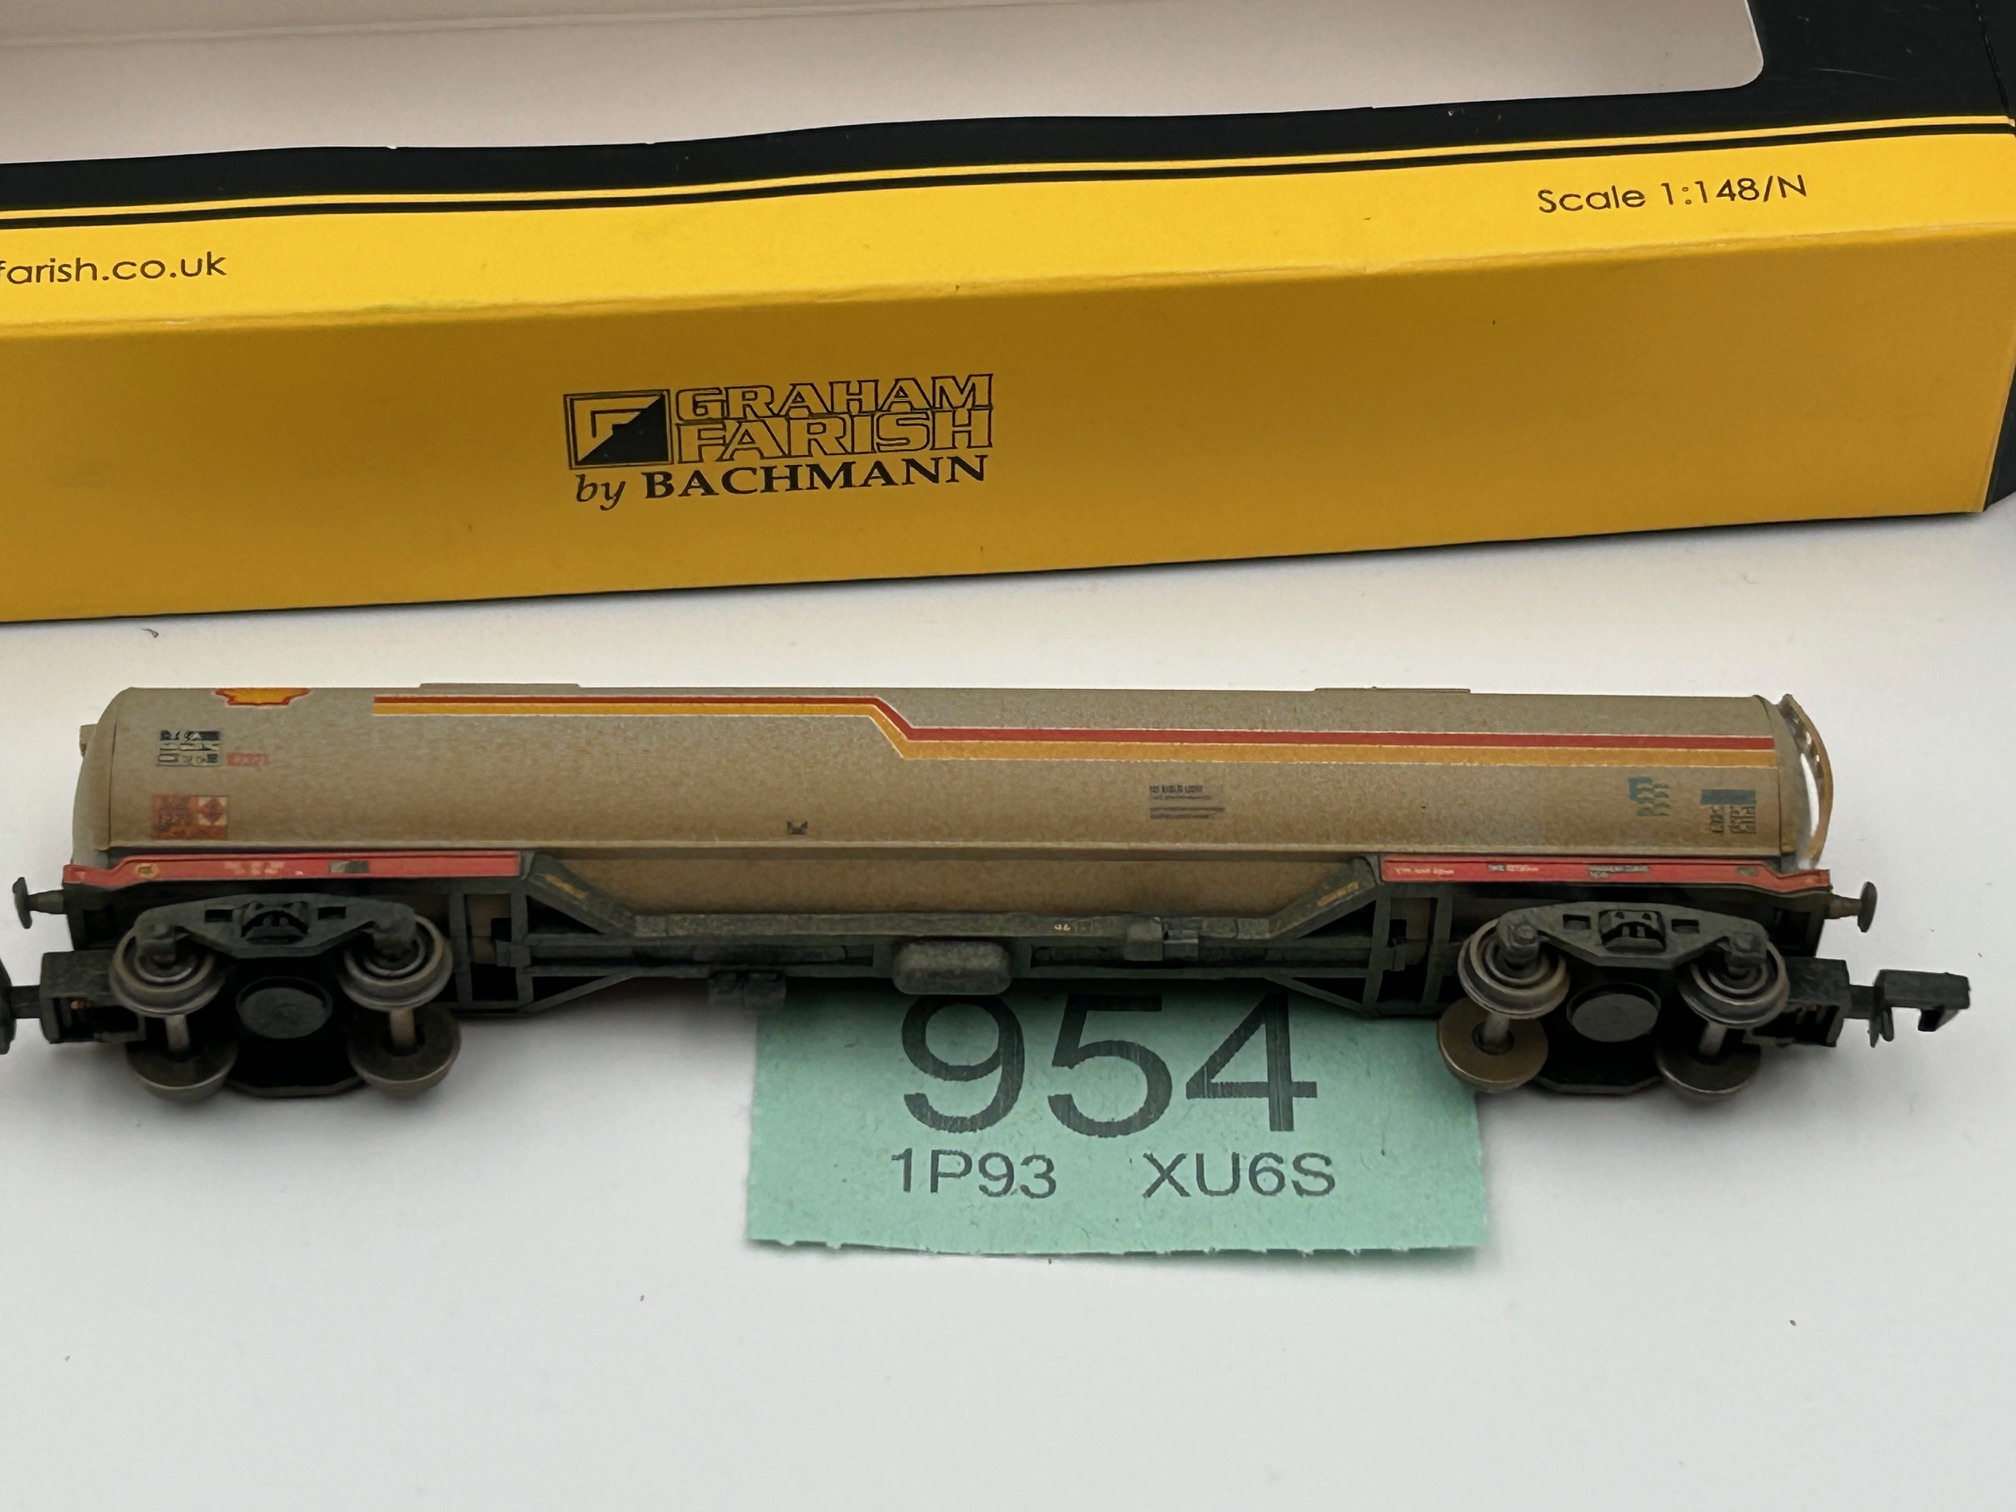 Scale 1:148/N
farish.co.uk
GRAHAM
FARISH
by BACHMANN
954
1P93 XU6S